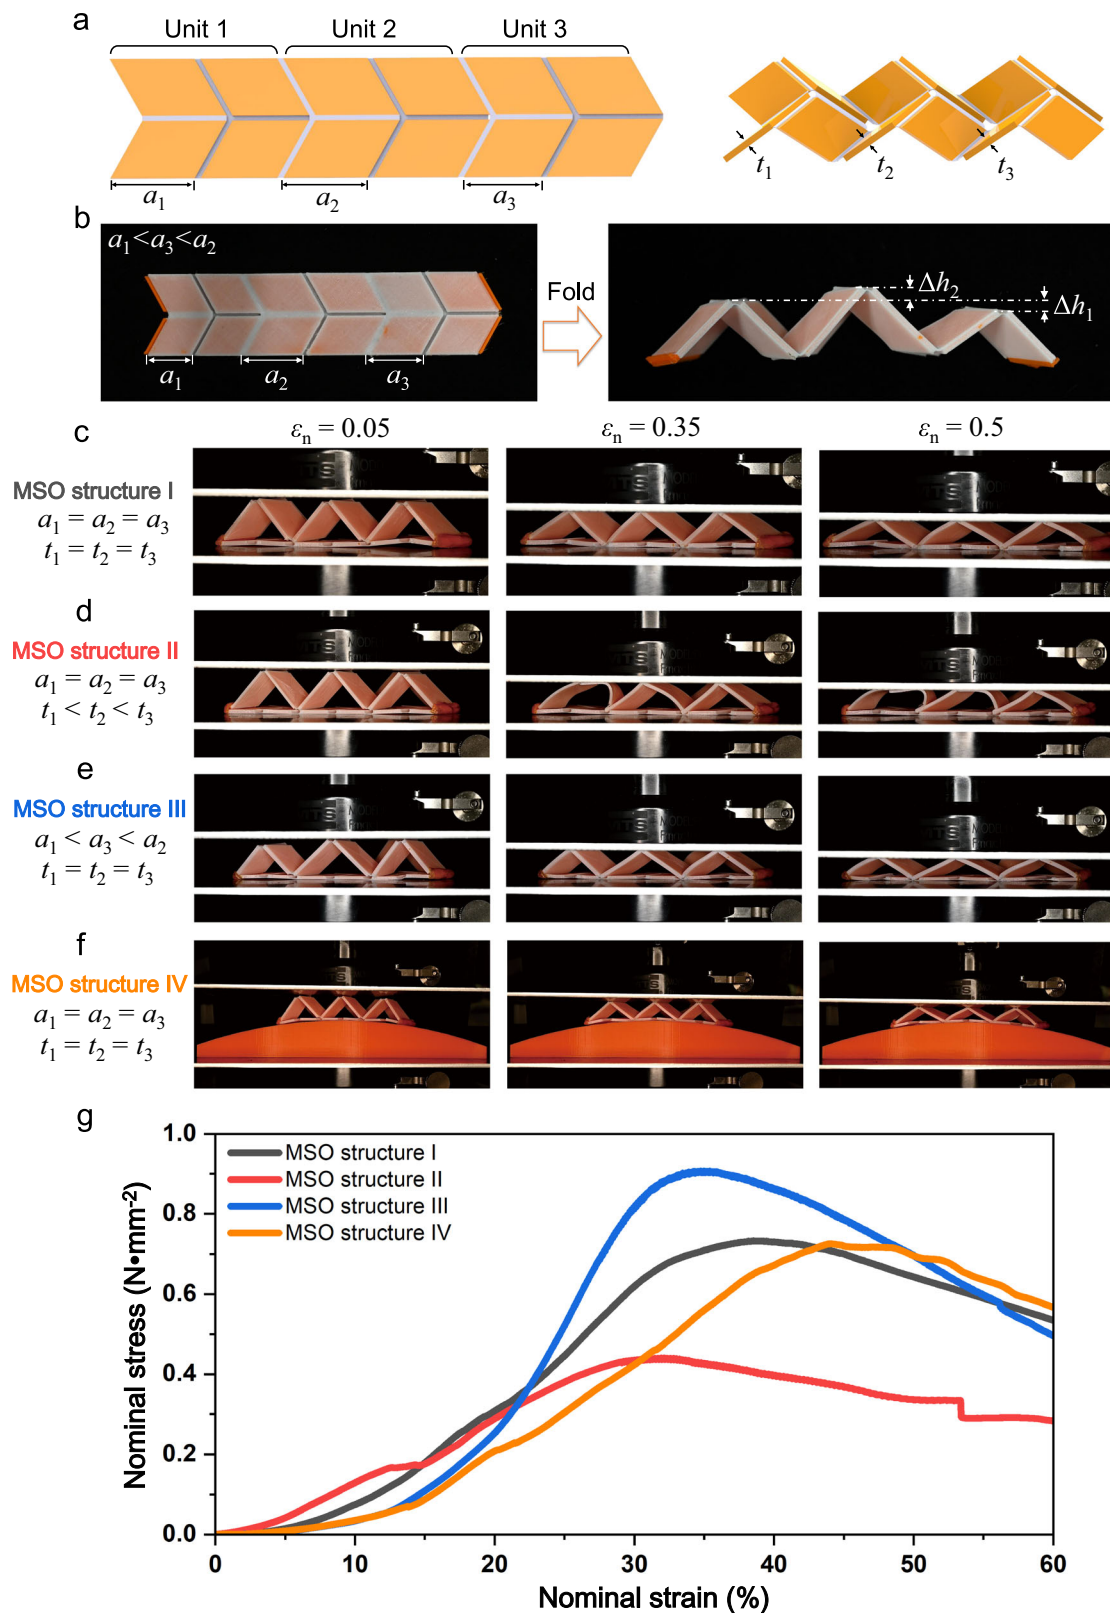 a
Unit 1
Unit 2
Unit 3
a₁
a₂
a₃
t₁
t₂
t₃
b
a₁<a₃<a₂
a₁
a₂
a₃
Fold
Δh₂
Δh₁
c
εₙ = 0.05
εₙ = 0.35
εₙ = 0.5
MSO structure I
a₁ = a₂ = a₃
t₁ = t₂ = t₃
d
MSO structure II
a₁ = a₂ = a₃
t₁ < t₂ < t₃
e
MSO structure III
a₁ < a₃ < a₂
t₁ = t₂ = t₃
f
MSO structure IV
a₁ = a₂ = a₃
t₁ = t₂ = t₃
g
1.0
0.8
0.6
0.4
0.2
0.0
Nominal stress (N•mm⁻²)
MSO structure I
MSO structure II
MSO structure III
MSO structure IV
0 10 20 30 40 50 60
Nominal strain (%)